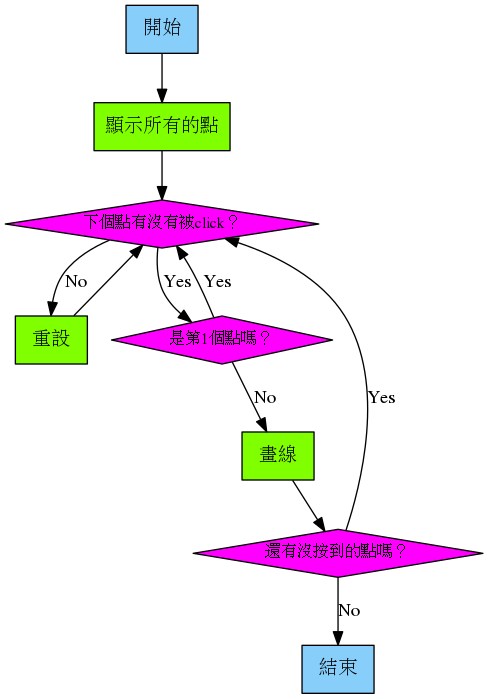 開始
顯示所有的點
下個點有沒有被click？
No
Yes
Yes
重設
是第1個點嗎？
No
Yes
畫線
還有沒接到的點嗎？
No
結束